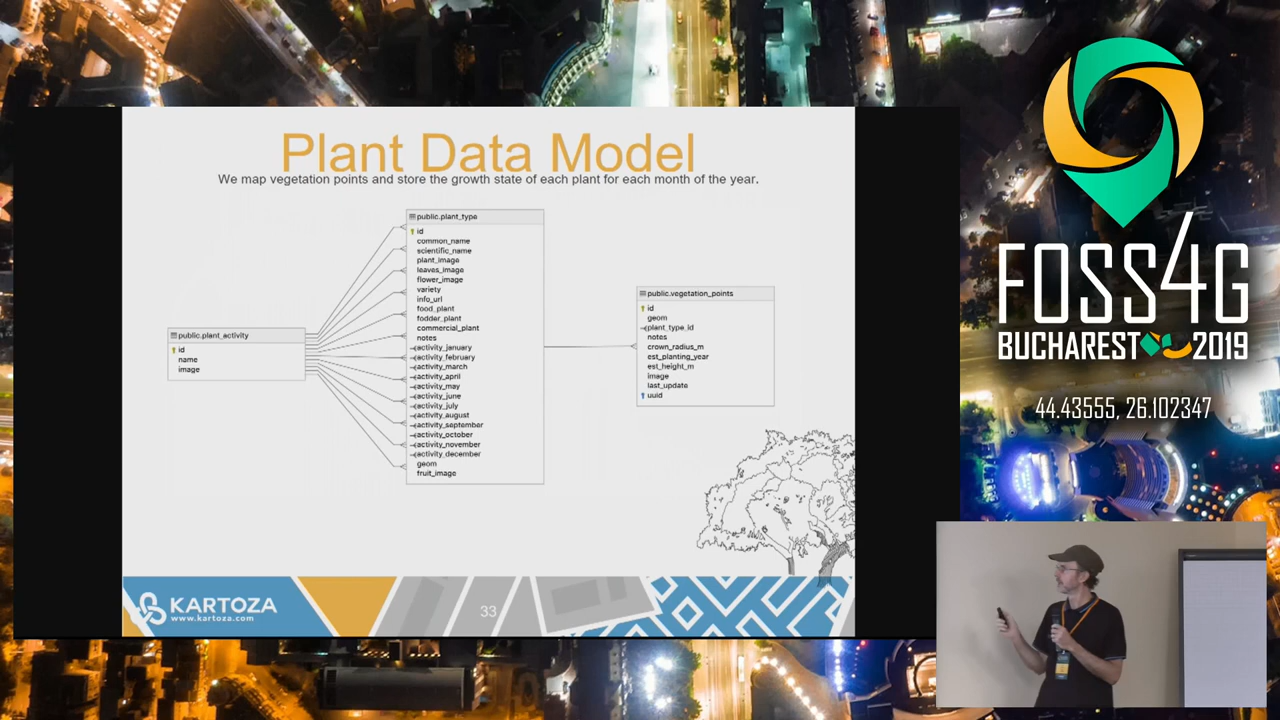 Plant Data Model
We map vegetation points and store the growth state of each plant for each month of the year.
public.plant_activity
id
name
image
public.plant_type
id
common_name
scientific_name
plant_image
leaves_image
flower_image
variety
info_url
food_plant
fodder_plant
commercial_plant
notes
activity_january
activity_february
activity_march
activity_april
activity_may
activity_june
activity_july
activity_august
activity_september
activity_october
activity_november
activity_december
geom
fruit_image
public.vegetation_points
id
geom
plant_type_id
notes
crown_radius_m
est_planting_year
est_height_m
image
last_update
uuid
KARTOZA
www.kartoza.com
33
FOSS4G
BUCHAREST 2019
44.43555, 26.102347